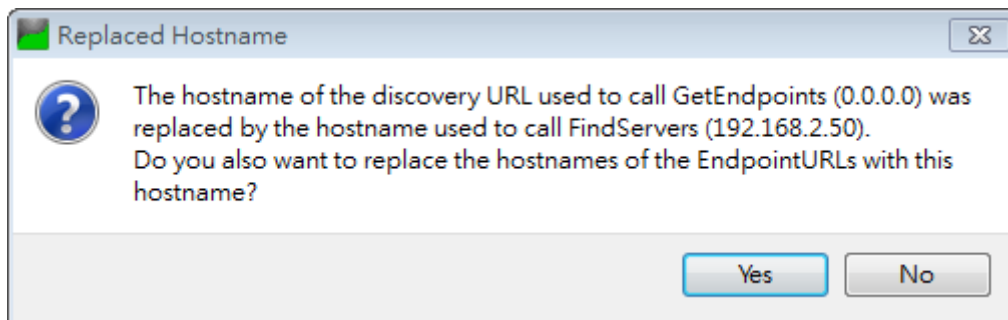 Replaced Hostname
The hostname of the discovery URL used to call GetEndpoints (0.0.0.0) was
replaced by the hostname used to call FindServers (192.168.2.50).
Do you also want to replace the hostnames of the EndpointURLs with this
hostname?
Yes
No